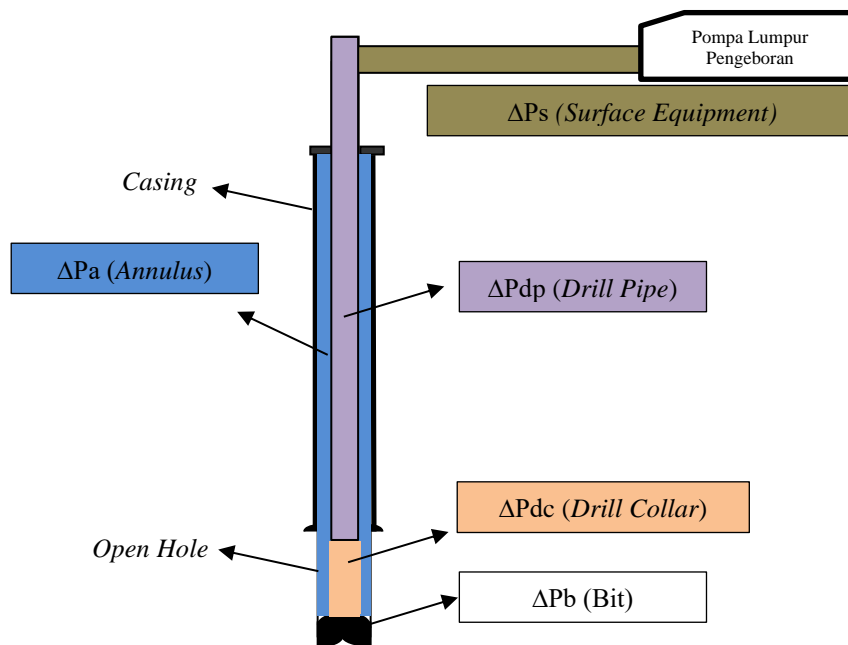 Pompa Lumpur
Pengeboran
ΔPs (Surface Equipment)
Casing
ΔPa (Annulus)
ΔPdp (Drill Pipe)
ΔPdc (Drill Collar)
Open Hole
ΔPb (Bit)